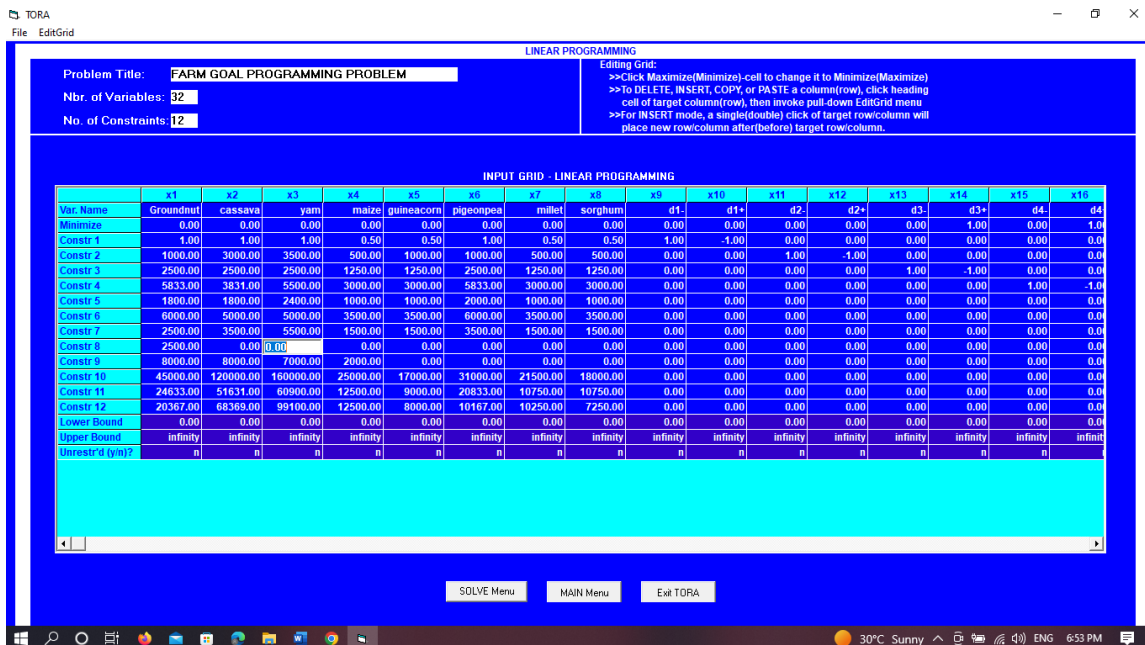 TORA
File EditGrid
LINEAR PROGRAMMING
Problem Title: FARM GOAL PROGRAMMING PROBLEM
Nbr. of Variables: 32
No. of Constraints: 12
Editing Grid:
>>Click Maximize(Minimize)-cell to change it to Minimize(Maximize)
>>To DELETE, INSERT, COPY, or PASTE a column(row), click heading
cell of target column(row), then invoke pull-down EditGrid menu
>>For INSERT mode, a single(double) click of target row/column will
place new row/column after(before) target row/column.
INPUT GRID - LINEAR PROGRAMMING
x1 x2 x3 x4 x5 x6 x7 x8 x9 x10 x11 x12 x13 x14 x15 x16
Var. Name Groundnut cassava yam maize guineacorn pigeonpea millet sorghum d1- d1+ d2- d2+ d3- d3+ d4- d4
Minimize 0.00 0.00 0.00 0.00 0.00 0.00 0.00 0.00 0.00 0.00 0.00 0.00 0.00 1.00 0.00 1.0
Constr 1 1.00 1.00 1.00 0.50 0.50 1.00 0.50 0.50 1.00 -1.00 0.00 0.00 0.00 0.00 0.00 0.0
Constr 2 1000.00 3000.00 3500.00 500.00 1000.00 1000.00 500.00 500.00 0.00 0.00 1.00 -1.00 0.00 0.00 0.00 0.0
Constr 3 2500.00 2500.00 2500.00 1250.00 1250.00 2500.00 1250.00 1250.00 0.00 0.00 0.00 0.00 1.00 -1.00 0.00 0.0
Constr 4 5833.00 3831.00 5500.00 3000.00 3000.00 5833.00 3000.00 3000.00 0.00 0.00 0.00 0.00 0.00 0.00 1.00 -1.0
Constr 5 1800.00 1800.00 2400.00 1000.00 1000.00 2000.00 1000.00 1000.00 0.00 0.00 0.00 0.00 0.00 0.00 0.00 0.0
Constr 6 6000.00 5000.00 5000.00 3500.00 3500.00 6000.00 3500.00 3500.00 0.00 0.00 0.00 0.00 0.00 0.00 0.00 0.0
Constr 7 2500.00 3500.00 5500.00 1500.00 1500.00 3500.00 1500.00 1500.00 0.00 0.00 0.00 0.00 0.00 0.00 0.00 0.0
Constr 8 2500.00 0.00 0.00 0.00 0.00 0.00 0.00 0.00 0.00 0.00 0.00 0.00 0.00 0.00 0.00 0.0
Constr 9 8000.00 8000.00 7000.00 2000.00 0.00 0.00 0.00 0.00 0.00 0.00 0.00 0.00 0.00 0.00 0.00 0.0
Constr 10 45000.00 120000.00 160000.00 25000.00 17000.00 31000.00 21500.00 18000.00 0.00 0.00 0.00 0.00 0.00 0.00 0.00 0.0
Constr 11 24633.00 51631.00 60900.00 12500.00 9000.00 20833.00 10750.00 10750.00 0.00 0.00 0.00 0.00 0.00 0.00 0.00 0.0
Constr 12 20367.00 68369.00 99100.00 12500.00 8000.00 10167.00 10250.00 7250.00 0.00 0.00 0.00 0.00 0.00 0.00 0.00 0.0
Lower Bound 0.00 0.00 0.00 0.00 0.00 0.00 0.00 0.00 0.00 0.00 0.00 0.00 0.00 0.00 0.00 0.0
Upper Bound infinity infinity infinity infinity infinity infinity infinity infinity infinity infinity infinity infinity infinity infinity infinity infinit
Unrestr'd (y/n)? n n n n n n n n n n n n n n n
SOLVE Menu MAIN Menu Exit TORA
30°C Sunny ENG 6:53 PM